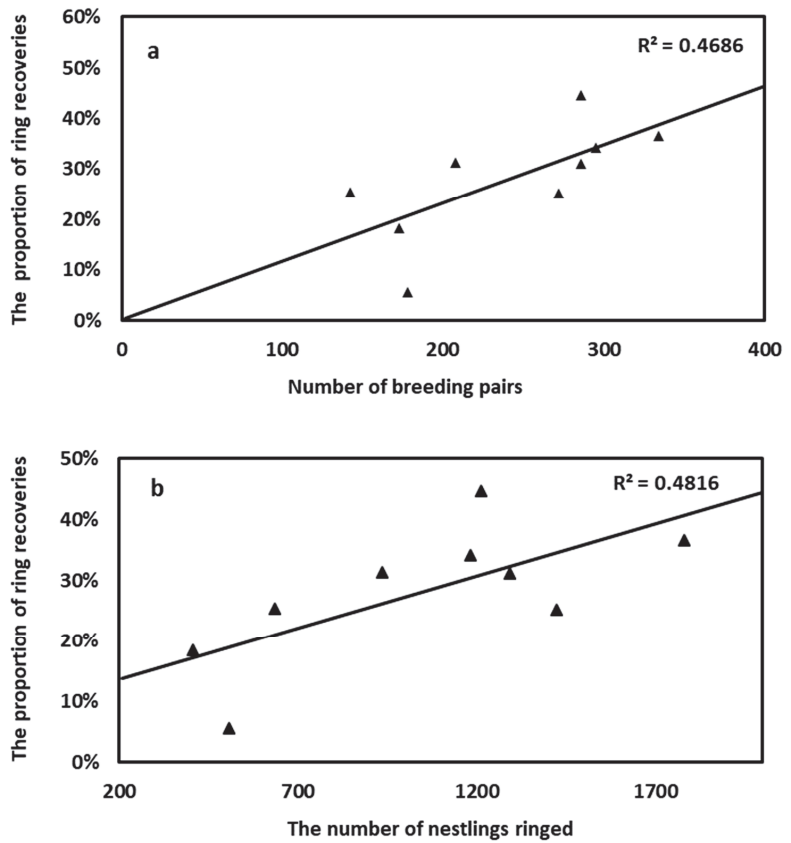 The proportion of ring recoveries
60%
50%
40%
30%
20%
10%
0%
a
R² = 0.4686
0
100
200
300
400
Number of breeding pairs
The proportion of ring recoveries
50%
40%
30%
20%
10%
0%
b
R² = 0.4816
200
700
1200
1700
The number of nestlings ringed